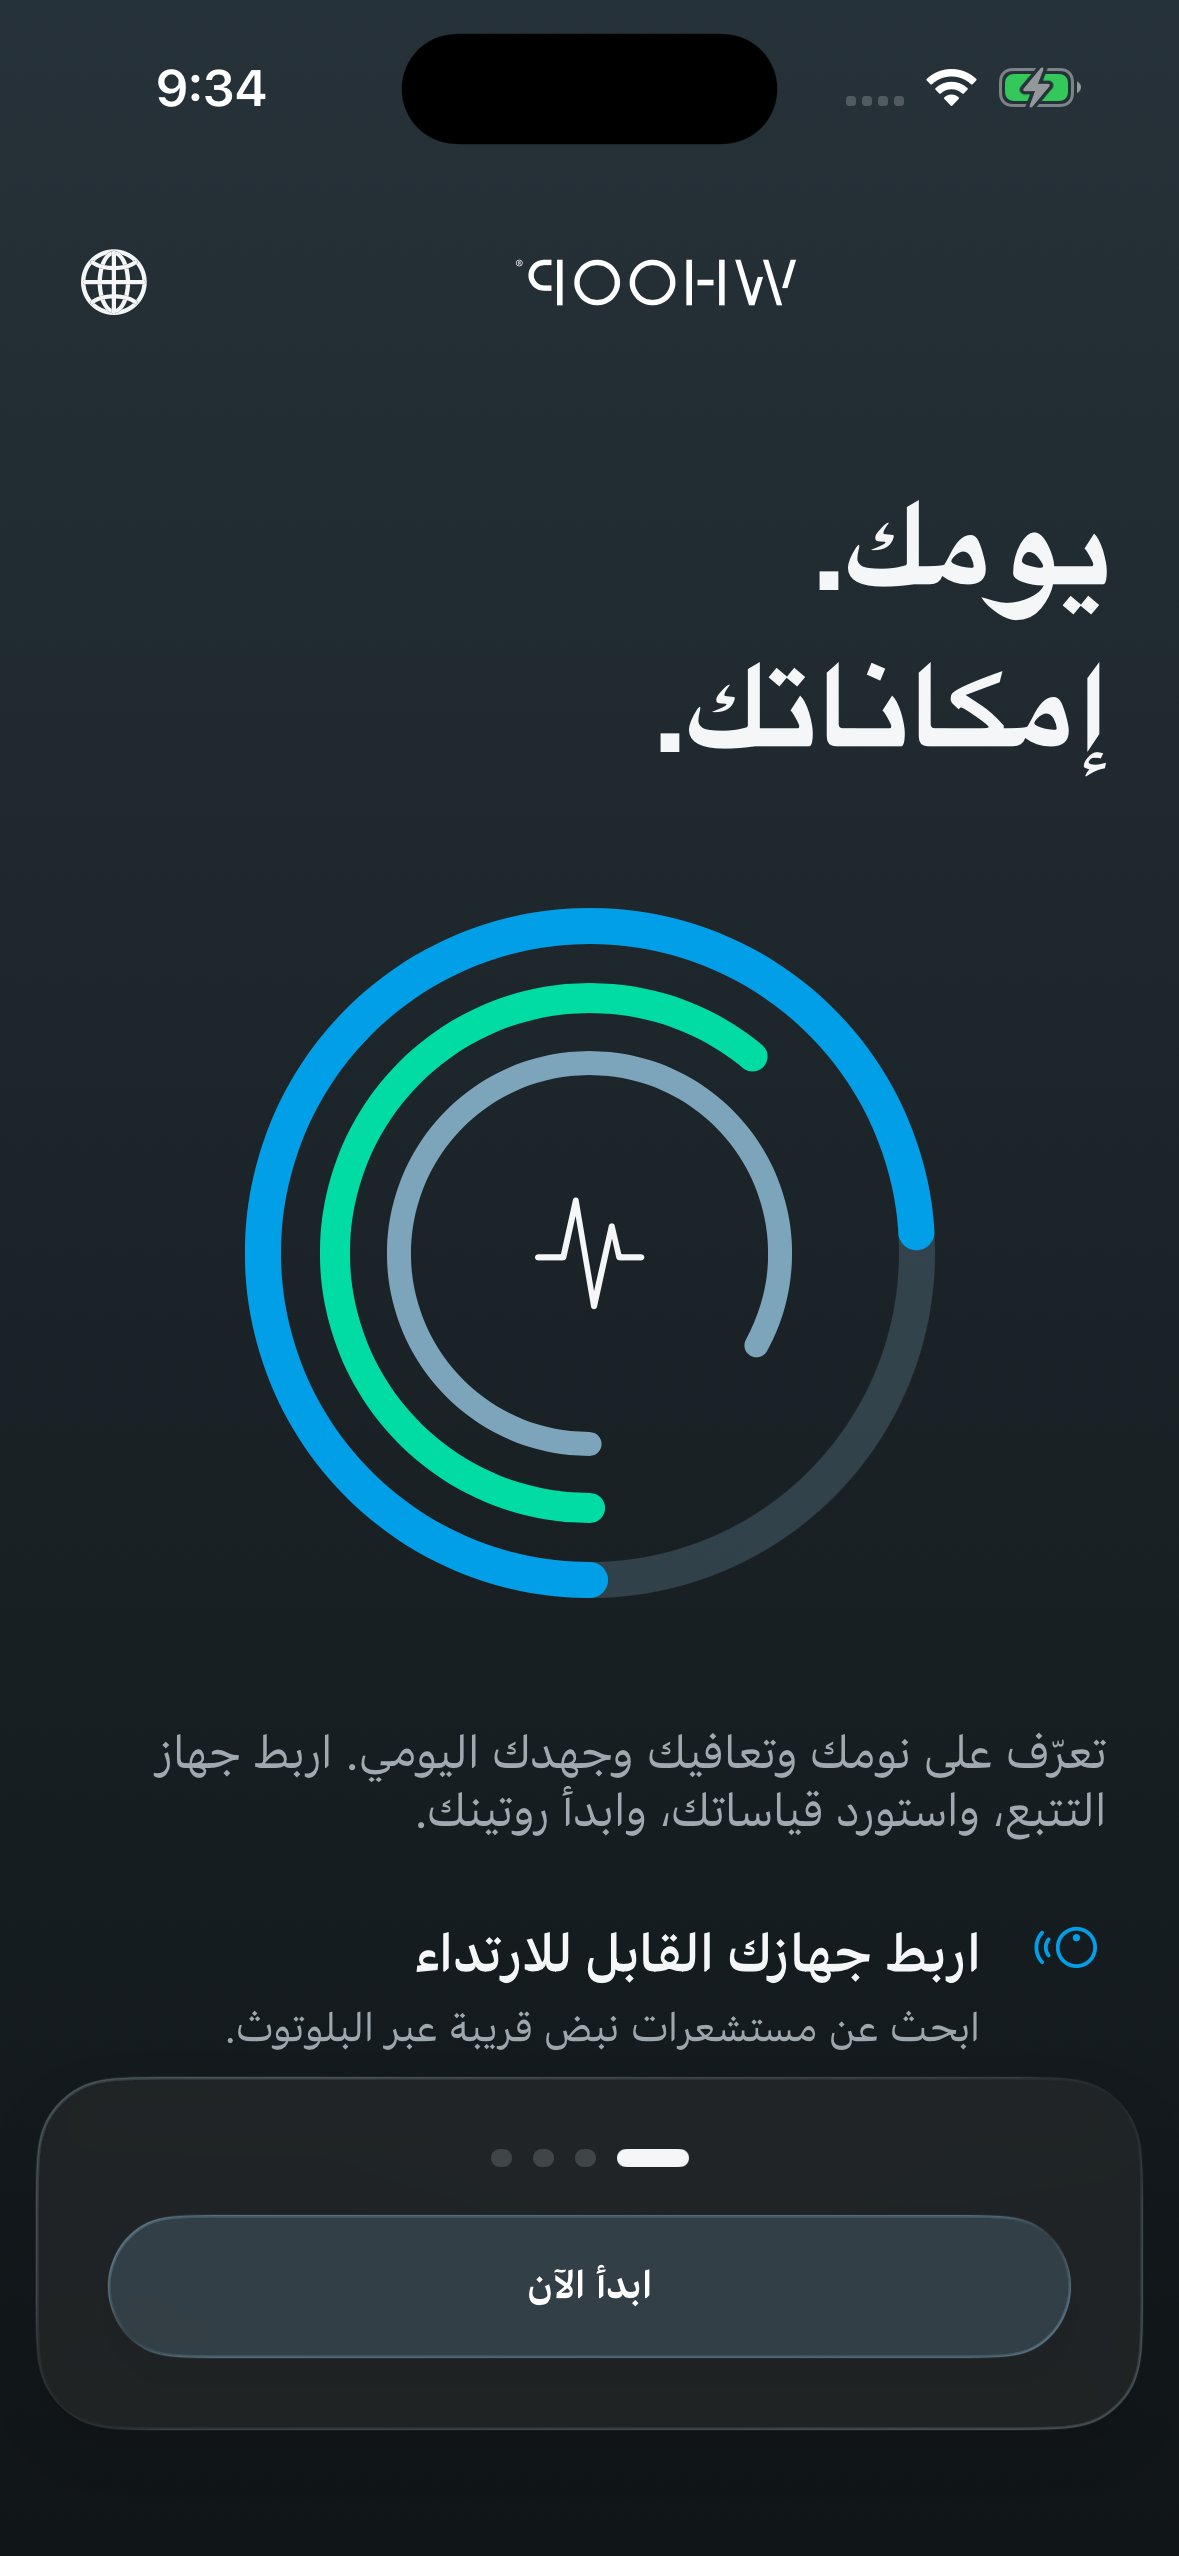 9:34
WHOOP®
يومك.
إمكاناتك.
تعرّف على نومك وتعافيك وجهدك اليومي. اربط جهاز
التتبع، واستورد قياساتك، وابدأ روتينك.
اربط جهازك القابل للارتداء
ابحث عن مستشعرات نبض قريبة عبر البلوتوث.
ابدأ الآن